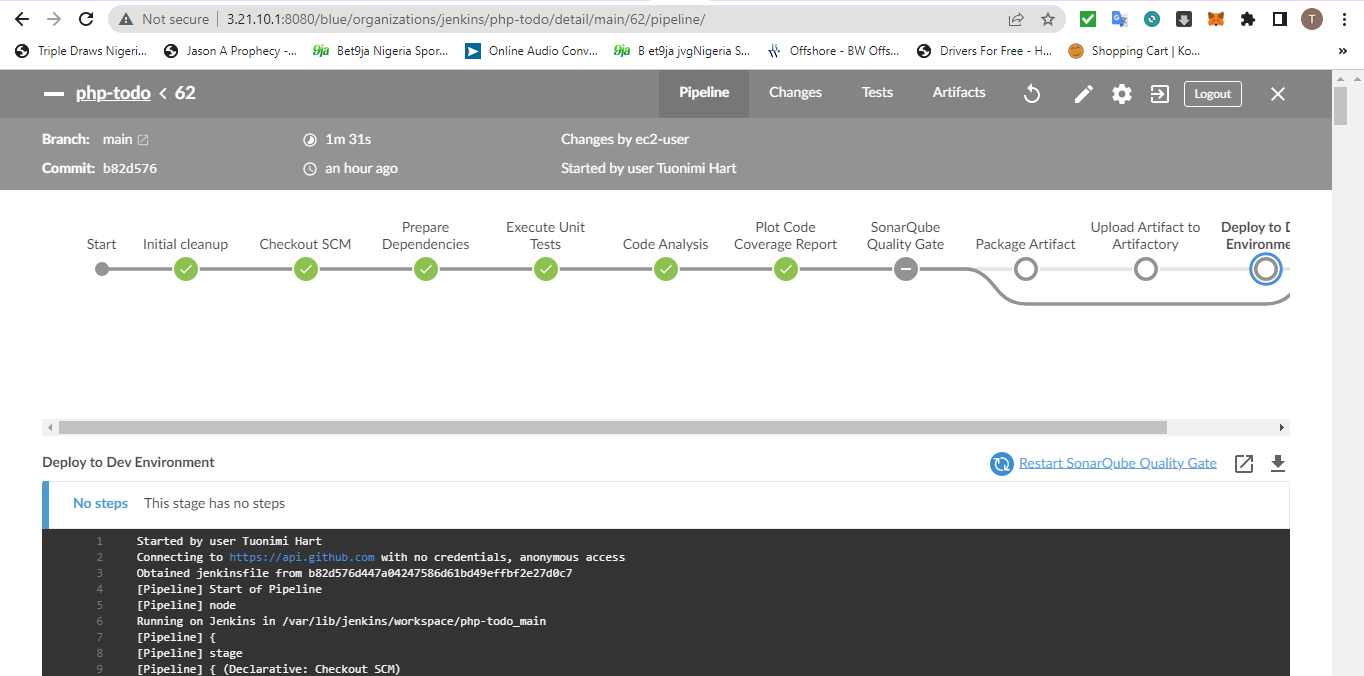 Not secure | 3.21.10.1:8080/blue/organizations/jenkins/php-todo/detail/main/62/pipeline/
T
Triple Draws Nigeri... Jason A Prophecy -... 9ja Bet9ja Nigeria Spor... Online Audio Conv... 9ja B et9ja jvgNigeria S... Offshore - BW Offs... Drivers For Free - H... Shopping Cart | Ko... »
php-todo < 62 Pipeline Changes Tests Artifacts Logout
Branch: main 1m 31s Changes by ec2-user
Commit: b82d576 an hour ago Started by user Tuonimi Hart
Start
Initial cleanup
Checkout SCM
Prepare
Dependencies
Execute Unit
Tests
Code Analysis
Plot Code
Coverage Report
SonarQube
Quality Gate
Package Artifact
Upload Artifact to
Artifactory
Deploy to D
Environme
Deploy to Dev Environment Restart SonarQube Quality Gate
No steps This stage has no steps
1 Started by user Tuonimi Hart
2 Connecting to https://api.github.com with no credentials, anonymous access
3 Obtained jenkinsfile from b82d576d447a04247586d61bd49effbf2e27d0c7
4 [Pipeline] Start of Pipeline
5 [Pipeline] node
6 Running on Jenkins in /var/lib/jenkins/workspace/php-todo_main
7 [Pipeline] {
8 [Pipeline] stage
9 [Pipeline] { (Declarative: Checkout SCM)